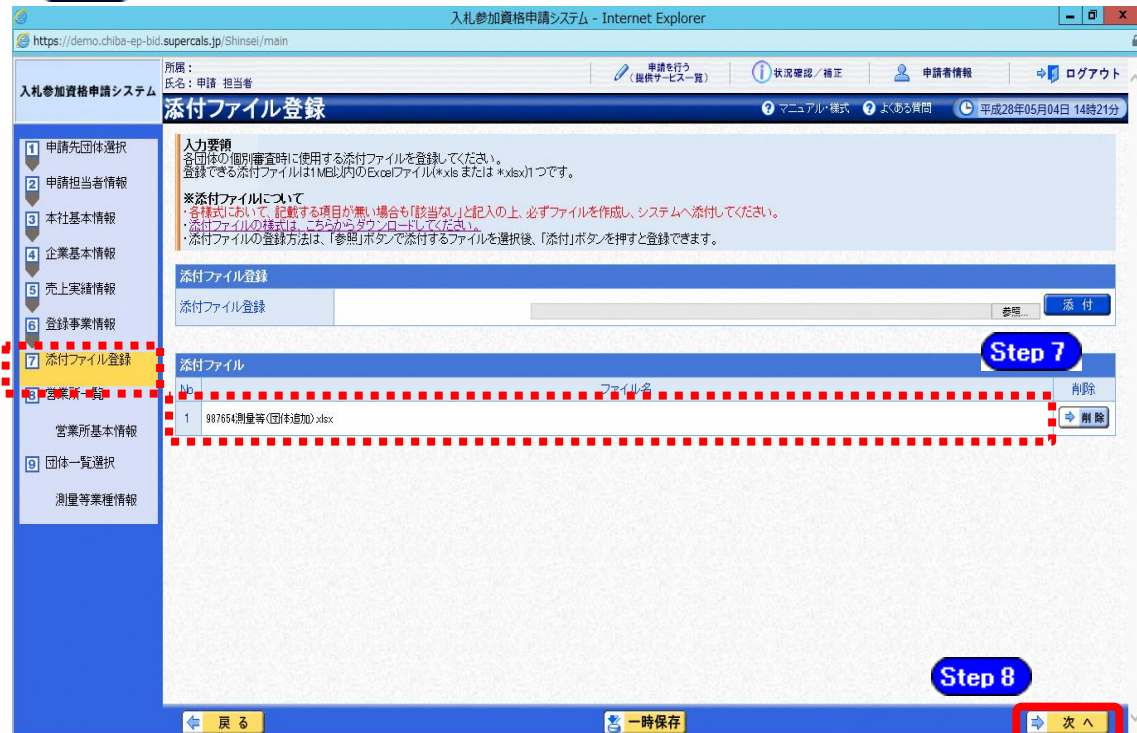 入札参加資格申請システム - Internet Explorer
https://demo.chiba-ep-bid.supercals.jp/Shinsei/main
入札参加資格申請システム
所属：
氏名：申請 担当者
申請を行う
(提供サービス一覧)
状況確認／補正
申請者情報
ログアウト
添付ファイル登録
マニュアル・様式
よくある質問
平成28年05月04日 14時21分
1 申請先団体選択
2 申請担当者情報
3 本社基本情報
4 企業基本情報
5 売上実績情報
6 登録事業情報
7 添付ファイル登録
8 営業所一覧
営業所基本情報
9 団体一覧選択
測量等業種情報
入力要領
各団体の個別審査時に使用する添付ファイルを登録してください。
登録できる添付ファイルは1MB以内のExcelファイル(*.xls または *.xlsx)1つです。
※添付ファイルについて
・各様式において、記載する項目が無い場合も「該当なし」と記入の上、必ずファイルを作成し、システムへ添付してください。
・添付ファイルの様式は、こちらからダウンロードしてください。
・添付ファイルの登録方法は、「参照」ボタンで添付するファイルを選択後、「添付」ボタンを押すと登録できます。
添付ファイル登録
添付ファイル登録
参照...
添 付
Step 7
添付ファイル
No
ファイル名
削除
1 987654測量等(団体追加).xlsx
削除
Step 8
戻 る
一時保存
次 へ